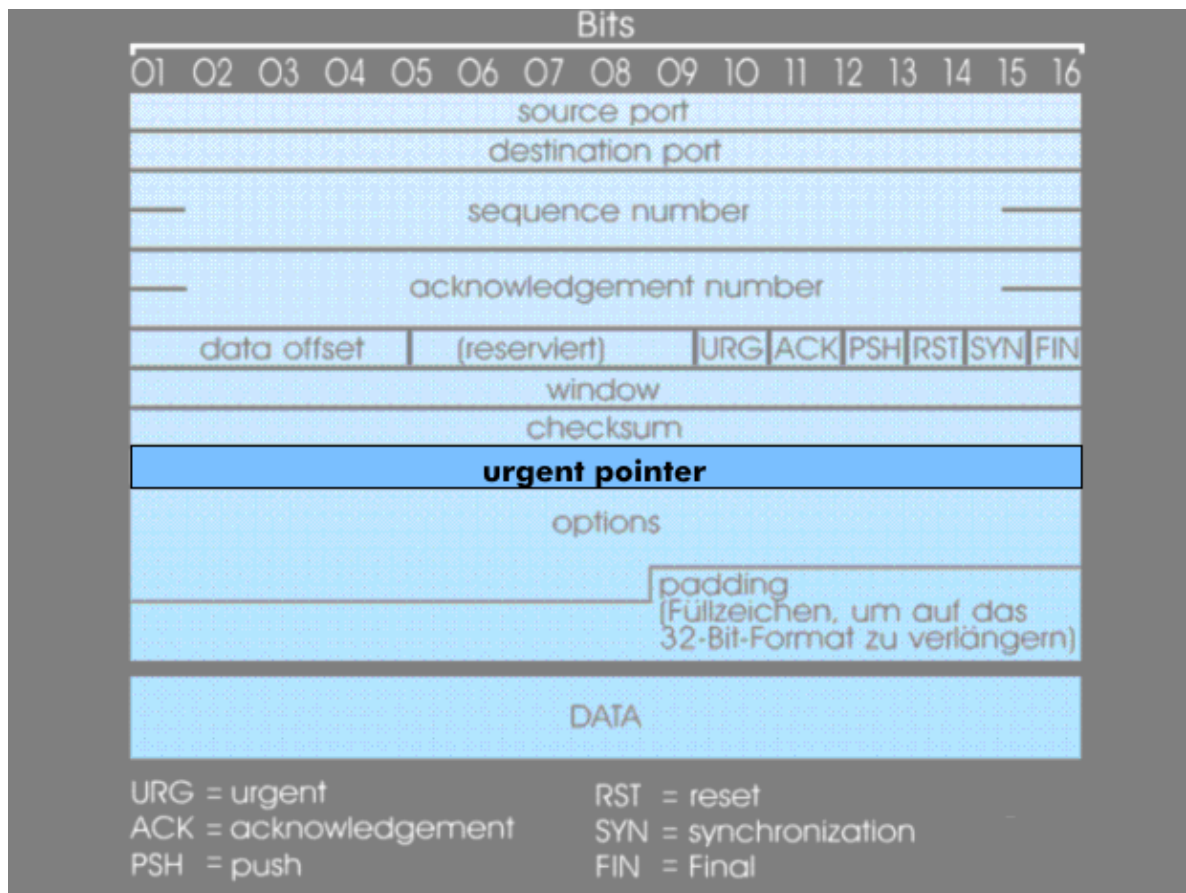 Bits
01 02 03 04 05 06 07 08 09 10 11 12 13 14 15 16
source port
destination port
sequence number
acknowledgement number
data offset (reserviert) URG ACK PSH RST SYN FIN
window
checksum
urgent pointer
options
padding
(Füllzeichen, um auf das
32-Bit-Format zu verlängern)
DATA
URG = urgent
ACK = acknowledgement
PSH = push
RST = reset
SYN = synchronization
FIN = Final